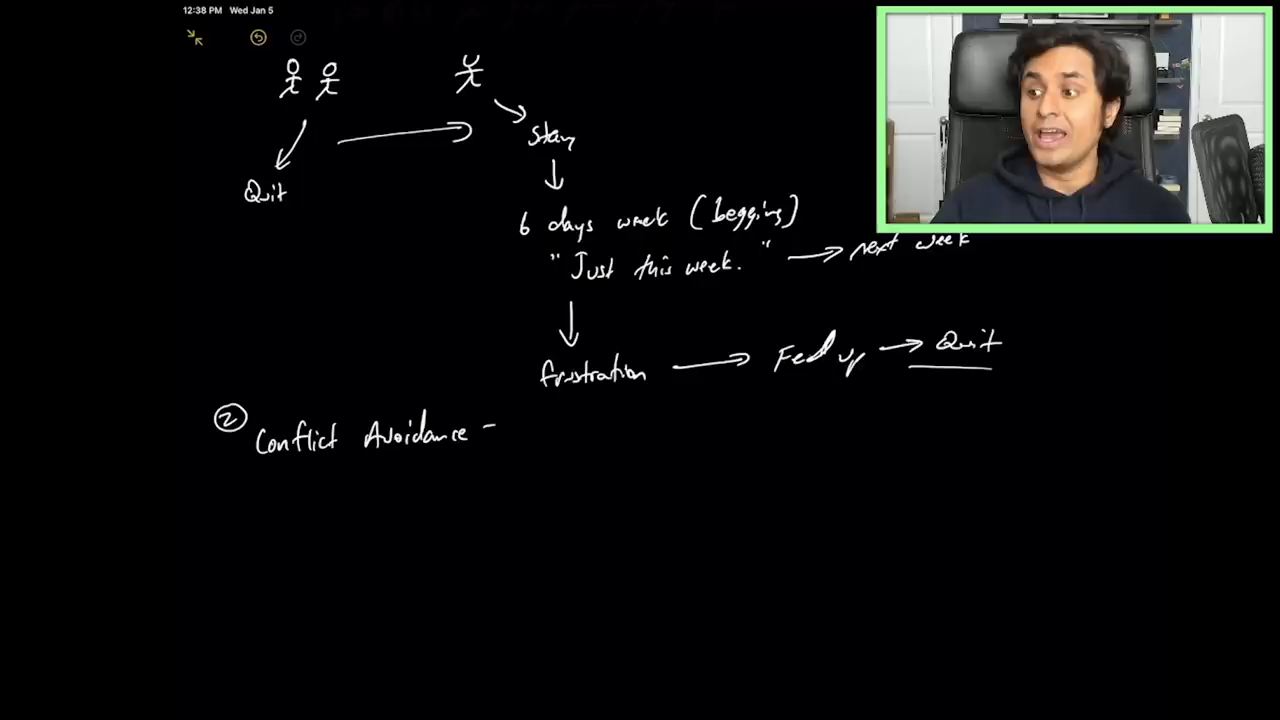 12:38 PM Wed Jan 5
Stay
Quit
6 days week (begging)
"Just this week." next week
frustration Fed up Quit
2 Conflict Avoidance -